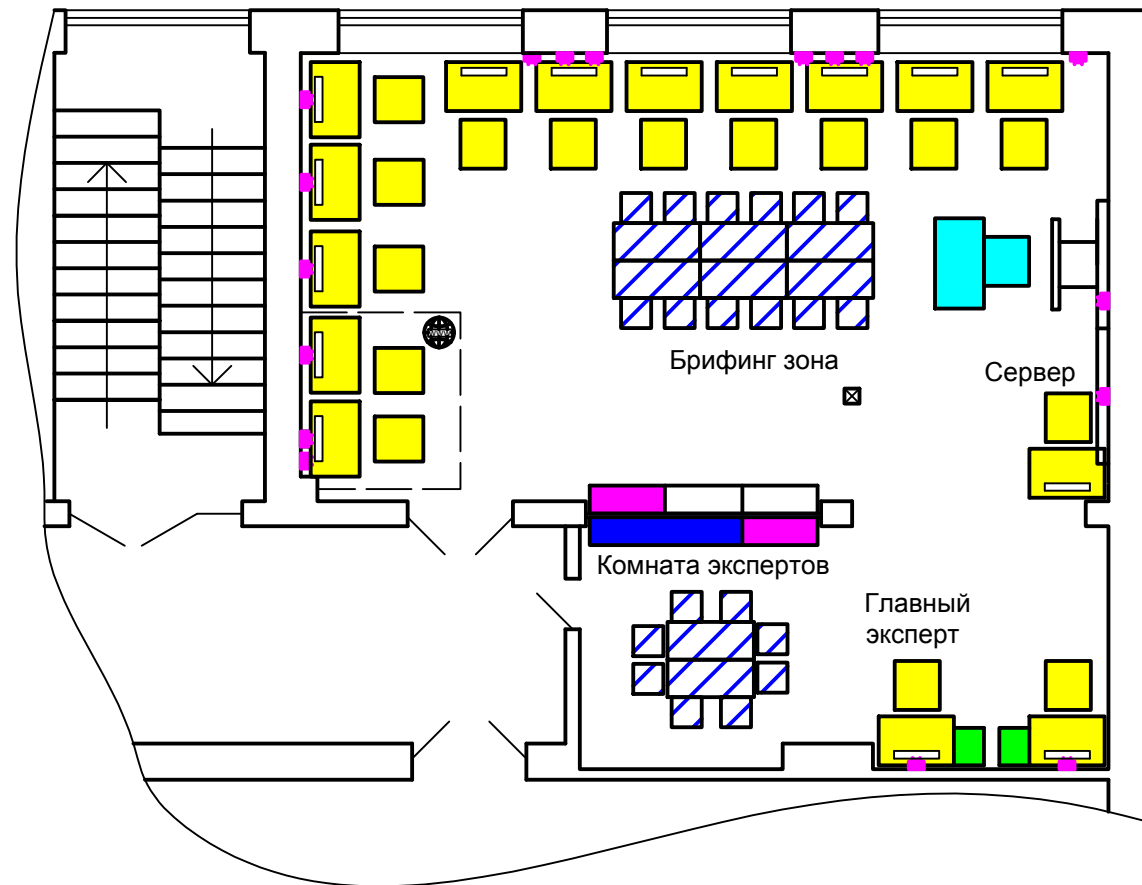 Брифинг зона
Сервер
Комната экспертов
Главный
эксперт